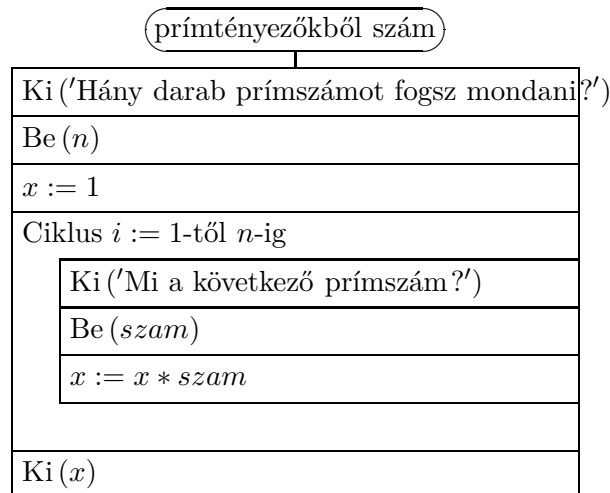 prímtényezőkből szám
Ki('Hány darab prímszámot fogsz mondani?')
Be(n)
x := 1
Ciklus i := 1-től n-ig
Ki('Mi a következő prímszám?')
Be(szam)
x := x ∗ szam
Ki(x)